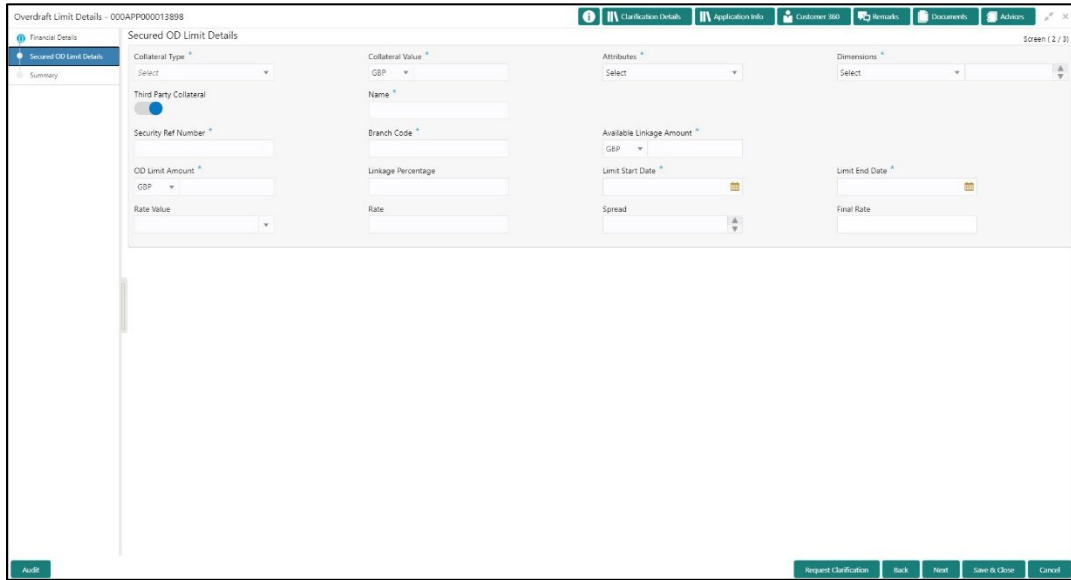 Overdraft Limit Details - 000APP000013898
Clarification Details
Application Info
Customer 360
Remarks
Documents
Advices
Financial Details
Secured OD Limit Details
Summary
Secured OD Limit Details
Screen ( 2 / 3)
Collateral Type *
Collateral Value *
Attributes *
Dimensions *
Select
GBP
Select
Select
Third Party Collateral
Name *
Security Ref Number *
Branch Code *
Available Linkage Amount *
GBP
OD Limit Amount *
Linkage Percentage
Limit Start Date *
Limit End Date *
GBP
Rate Value
Rate
Spread
Final Rate
Audit
Request Clarification
Back
Next
Save & Close
Cancel